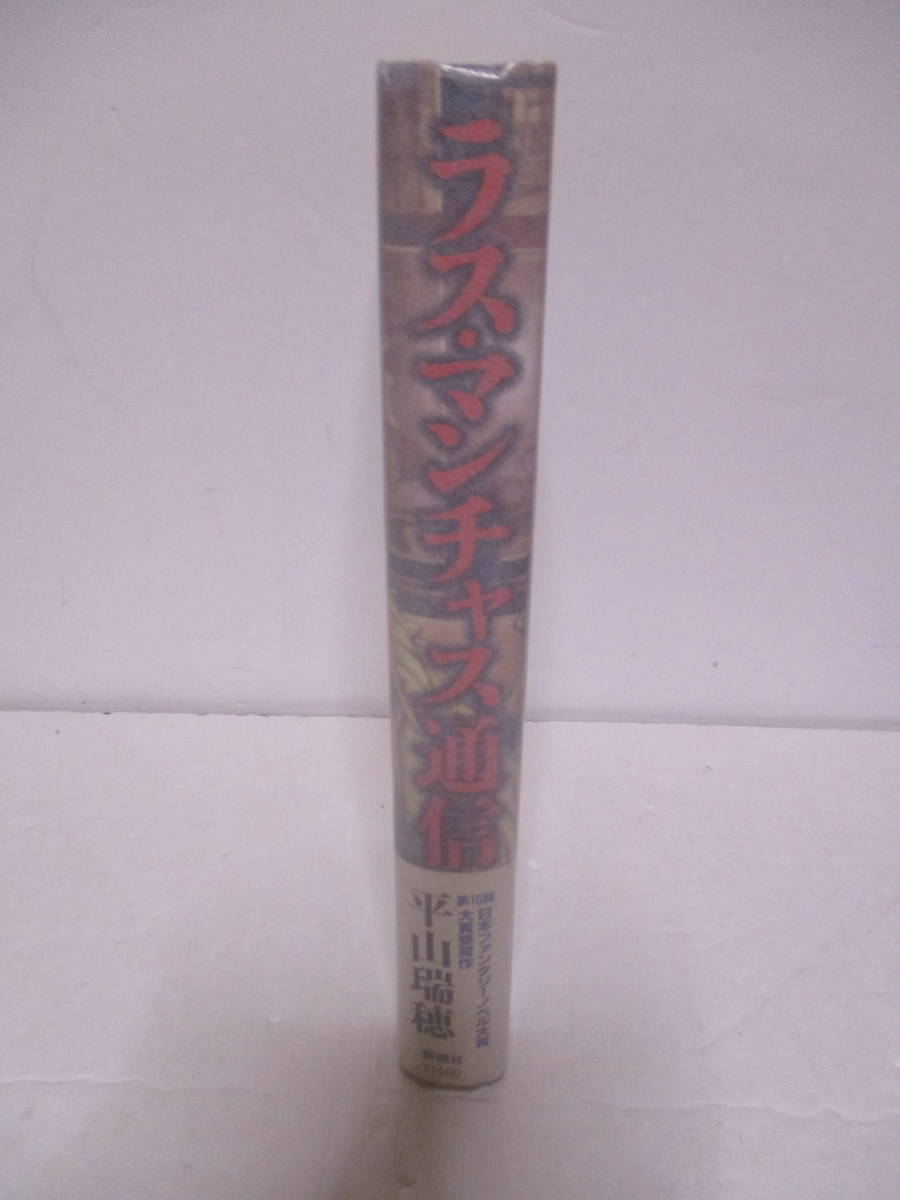 ラス・マンチャス通信
第16回 日本ファンタジーノベル大賞
大賞受賞作
平山瑞穂
新潮社